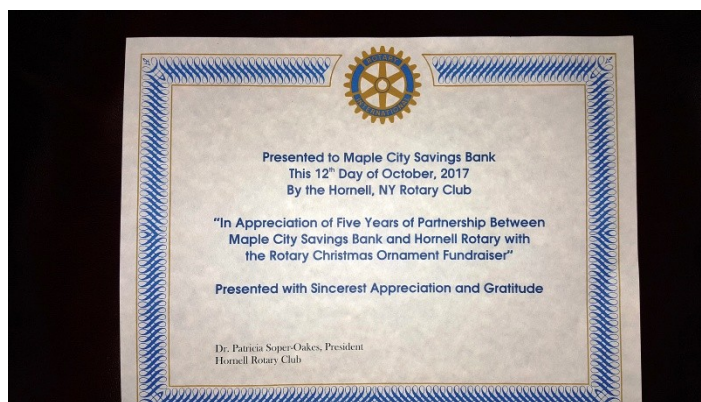 ROTARY
INTERNATIONAL
Presented to Maple City Savings Bank
This 12th Day of October, 2017
By the Hornell, NY Rotary Club
"In Appreciation of Five Years of Partnership Between
Maple City Savings Bank and Hornell Rotary with
the Rotary Christmas Ornament Fundraiser"
Presented with Sincerest Appreciation and Gratitude
Dr. Patricia Soper-Oakes, President
Hornell Rotary Club